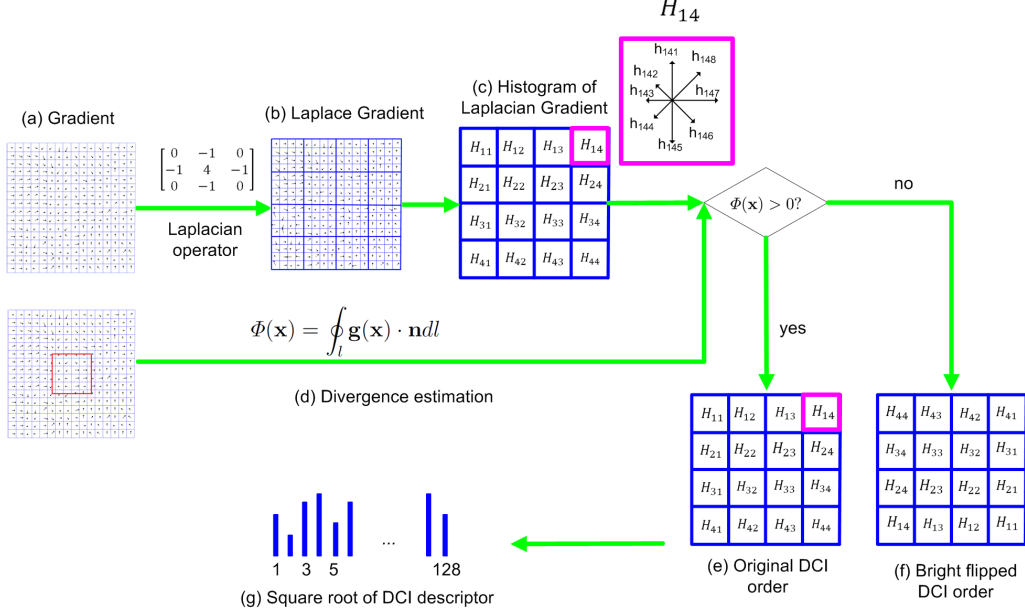 H₁₄
h₁₄₁
h₁₄₈
h₁₄₂
h₁₄₃
h₁₄₇
h₁₄₄
h₁₄₆
h₁₄₅
(a) Gradient
(b) Laplace Gradient
(c) Histogram of
Laplacian Gradient
0 −1 0
−1 4 −1
0 −1 0
Laplacian
operator
H₁₁ H₁₂ H₁₃ H₁₄
H₂₁ H₂₂ H₂₃ H₂₄
H₃₁ H₃₂ H₃₃ H₃₄
H₄₁ H₄₂ H₄₃ H₄₄
Φ(x) > 0?
no
yes
Φ(x) = ∮ₗ g(x) · ndl
(d) Divergence estimation
H₁₁ H₁₂ H₁₃ H₁₄
H₂₁ H₂₂ H₂₃ H₂₄
H₃₁ H₃₂ H₃₃ H₃₄
H₄₁ H₄₂ H₄₃ H₄₄
(e) Original DCI
order
H₄₄ H₄₃ H₄₂ H₄₁
H₃₄ H₃₃ H₃₂ H₃₁
H₂₄ H₂₃ H₂₂ H₂₁
H₁₄ H₁₃ H₁₂ H₁₁
(f) Bright flipped
DCI order
...
1 3 5 128
(g) Square root of DCI descriptor